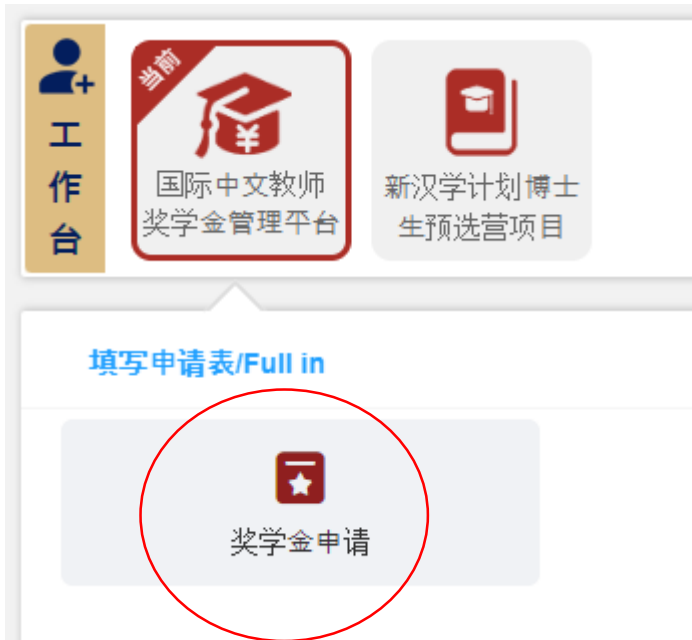 工
作
台
当前
国际中文教师
奖学金管理平台
新汉学计划博士
生预选营项目
填写申请表/Full in
奖学金申请